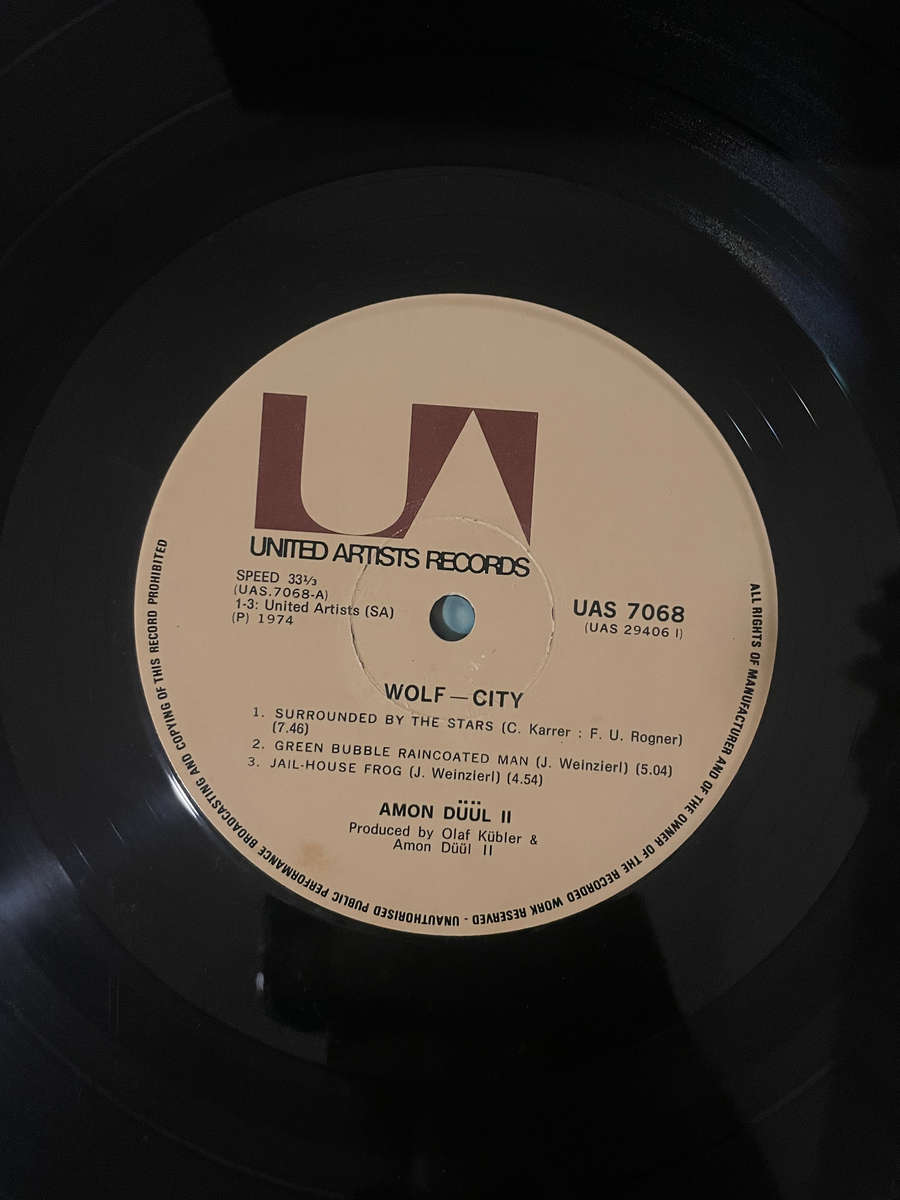 UA
UNITED ARTISTS RECORDS
SPEED 33⅓
(UAS.7068-A)
1-3: United Artists (SA)
(P) 1974
UAS 7068
(UAS 29406 I)
WOLF — CITY
1. SURROUNDED BY THE STARS (C. Karrer : F. U. Rogner)
(7.46)
2. GREEN BUBBLE RAINCOATED MAN (J. Weinzierl) (5.04)
3. JAIL-HOUSE FROG (J. Weinzierl) (4.54)
AMON DÜÜL II
Produced by Olaf Kübler &
Amon Düül II
ALL RIGHTS OF MANUFACTURER AND OF THE OWNER OF THE RECORDED WORK RESERVED - UNAUTHORISED PUBLIC PERFORMANCE BROADCASTING AND COPYING OF THIS RECORD PROHIBITED